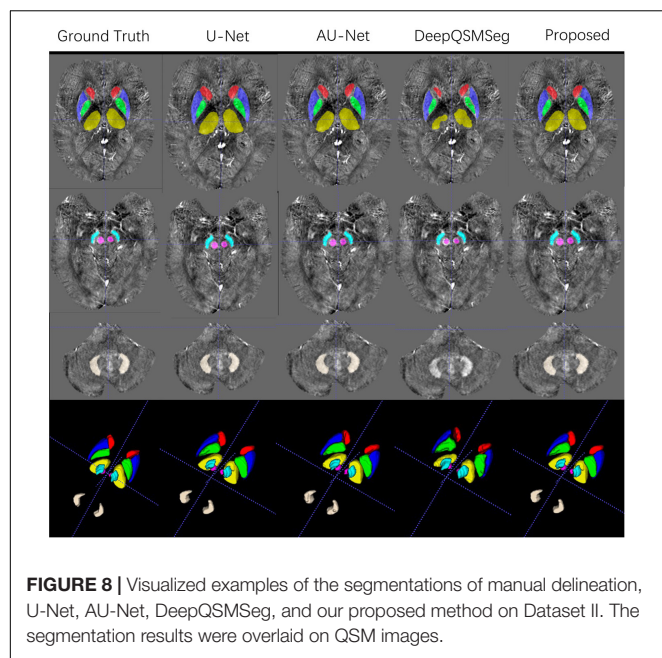 Ground Truth U-Net AU-Net DeepQSMSeg Proposed
FIGURE 8 | Visualized examples of the segmentations of manual delineation,
U-Net, AU-Net, DeepQSMSeg, and our proposed method on Dataset II. The
segmentation results were overlaid on QSM images.